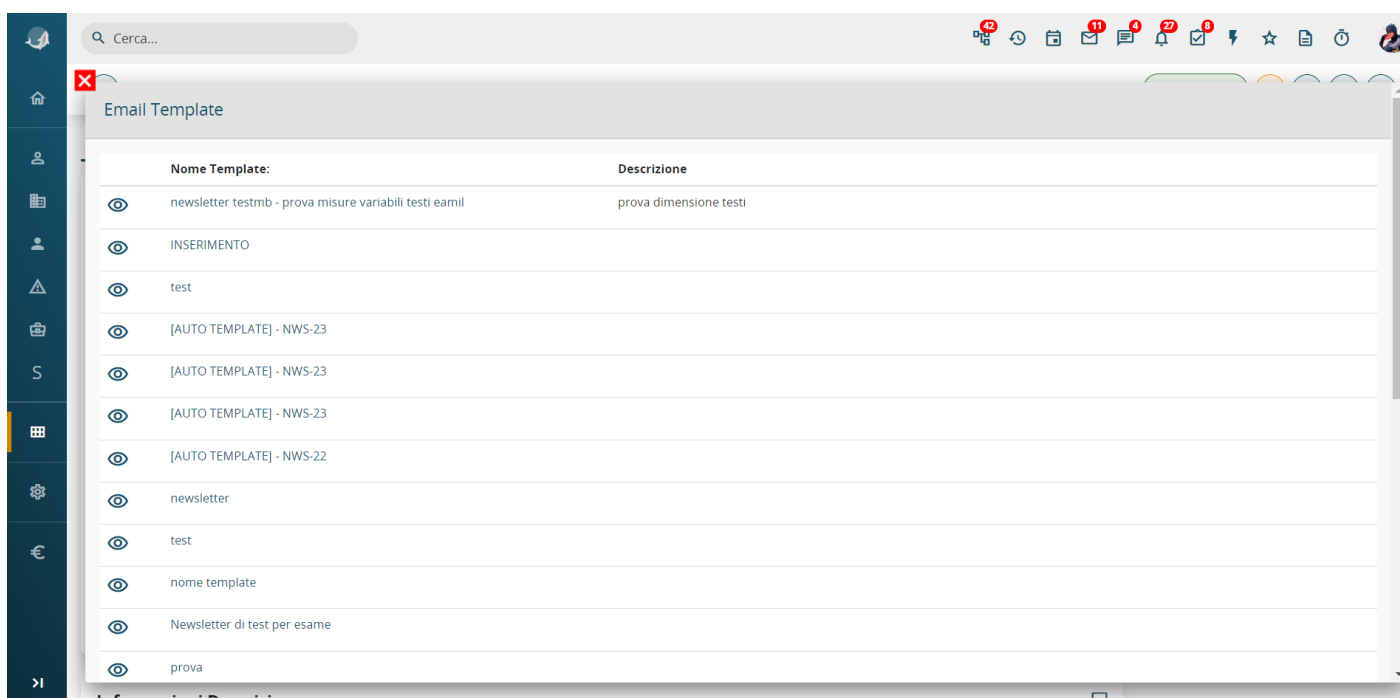 Cerca...
42
11
4
27
8
Email Template
Nome Template: Descrizione
newsletter testmb - prova misure variabili testi eamil prova dimensione testi
INSERIMENTO
test
[AUTO TEMPLATE] - NWS-23
[AUTO TEMPLATE] - NWS-23
[AUTO TEMPLATE] - NWS-23
[AUTO TEMPLATE] - NWS-22
S
newsletter
test
€
nome template
Newsletter di test per esame
prova